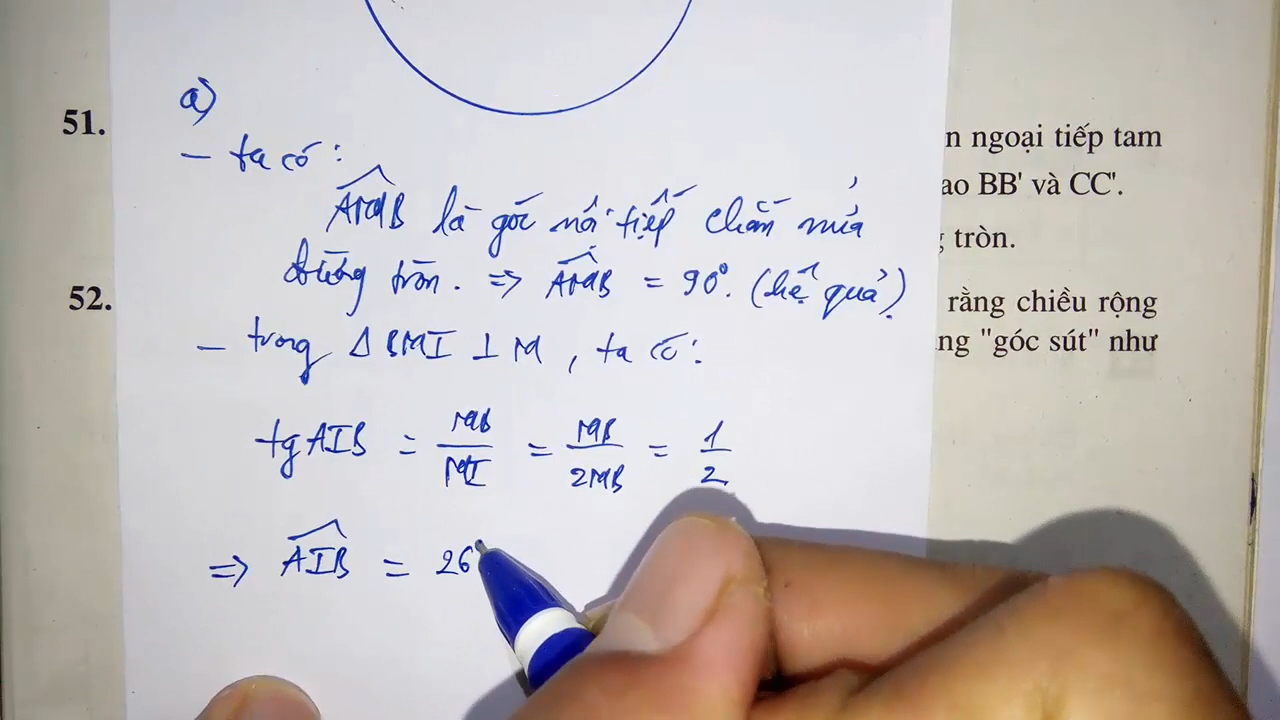 a)
51.
n ngoại tiếp tam
- ta có:
ao BB' và CC'.
AMB là góc nội tiếp chắn nửa
g tròn.
đường tròn. => AMB = 90°. (hệ quả).
52.
rằng chiều rộng
- trong Δ BMI ⊥ M, ta có:
ng "góc sút" như
tg AIB = MB/MI = MB/2MB = 1/2
=> AIB = 26°